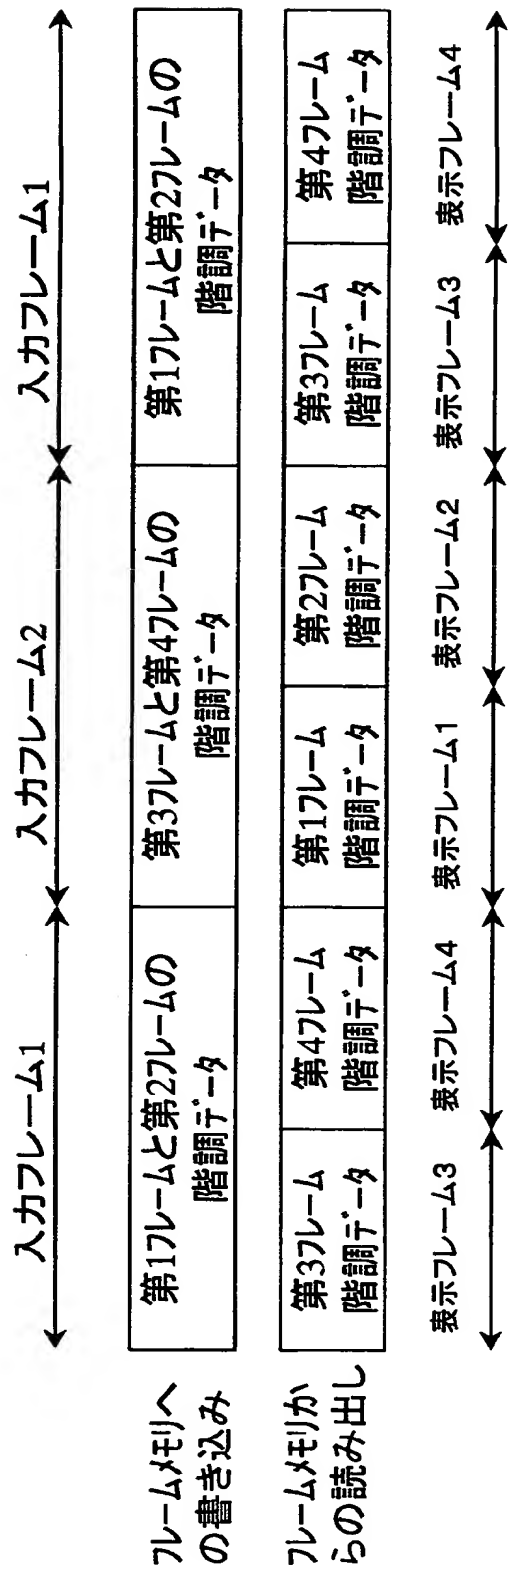 入力フレーム1
入力フレーム2
入力フレーム1
フレームメモリへ
の書き込み
第1フレームと第2フレームの
階調データ
第3フレームと第4フレームの
階調データ
第1フレームと第2フレームの
階調データ
フレームメモリか
らの読み出し
第3フレーム
階調データ
第4フレーム
階調データ
第1フレーム
階調データ
第2フレーム
階調データ
第3フレーム
階調データ
第4フレーム
階調データ
表示フレーム3
表示フレーム4
表示フレーム1
表示フレーム2
表示フレーム3
表示フレーム4